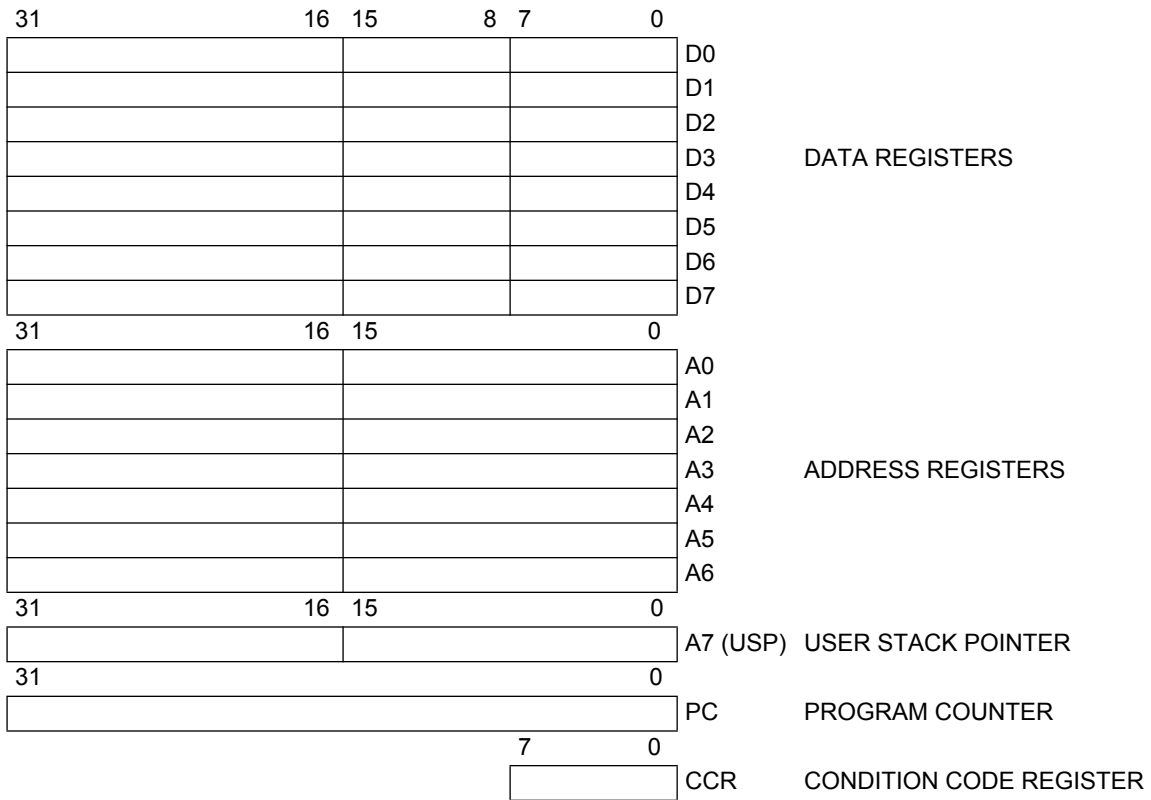 31 16 15 8 7 0
D0
D1
D2
D3 DATA REGISTERS
D4
D5
D6
D7
31 16 15 0
A0
A1
A2
A3 ADDRESS REGISTERS
A4
A5
A6
31 16 15 0
A7 (USP) USER STACK POINTER
31 0
PC PROGRAM COUNTER
7 0
CCR CONDITION CODE REGISTER